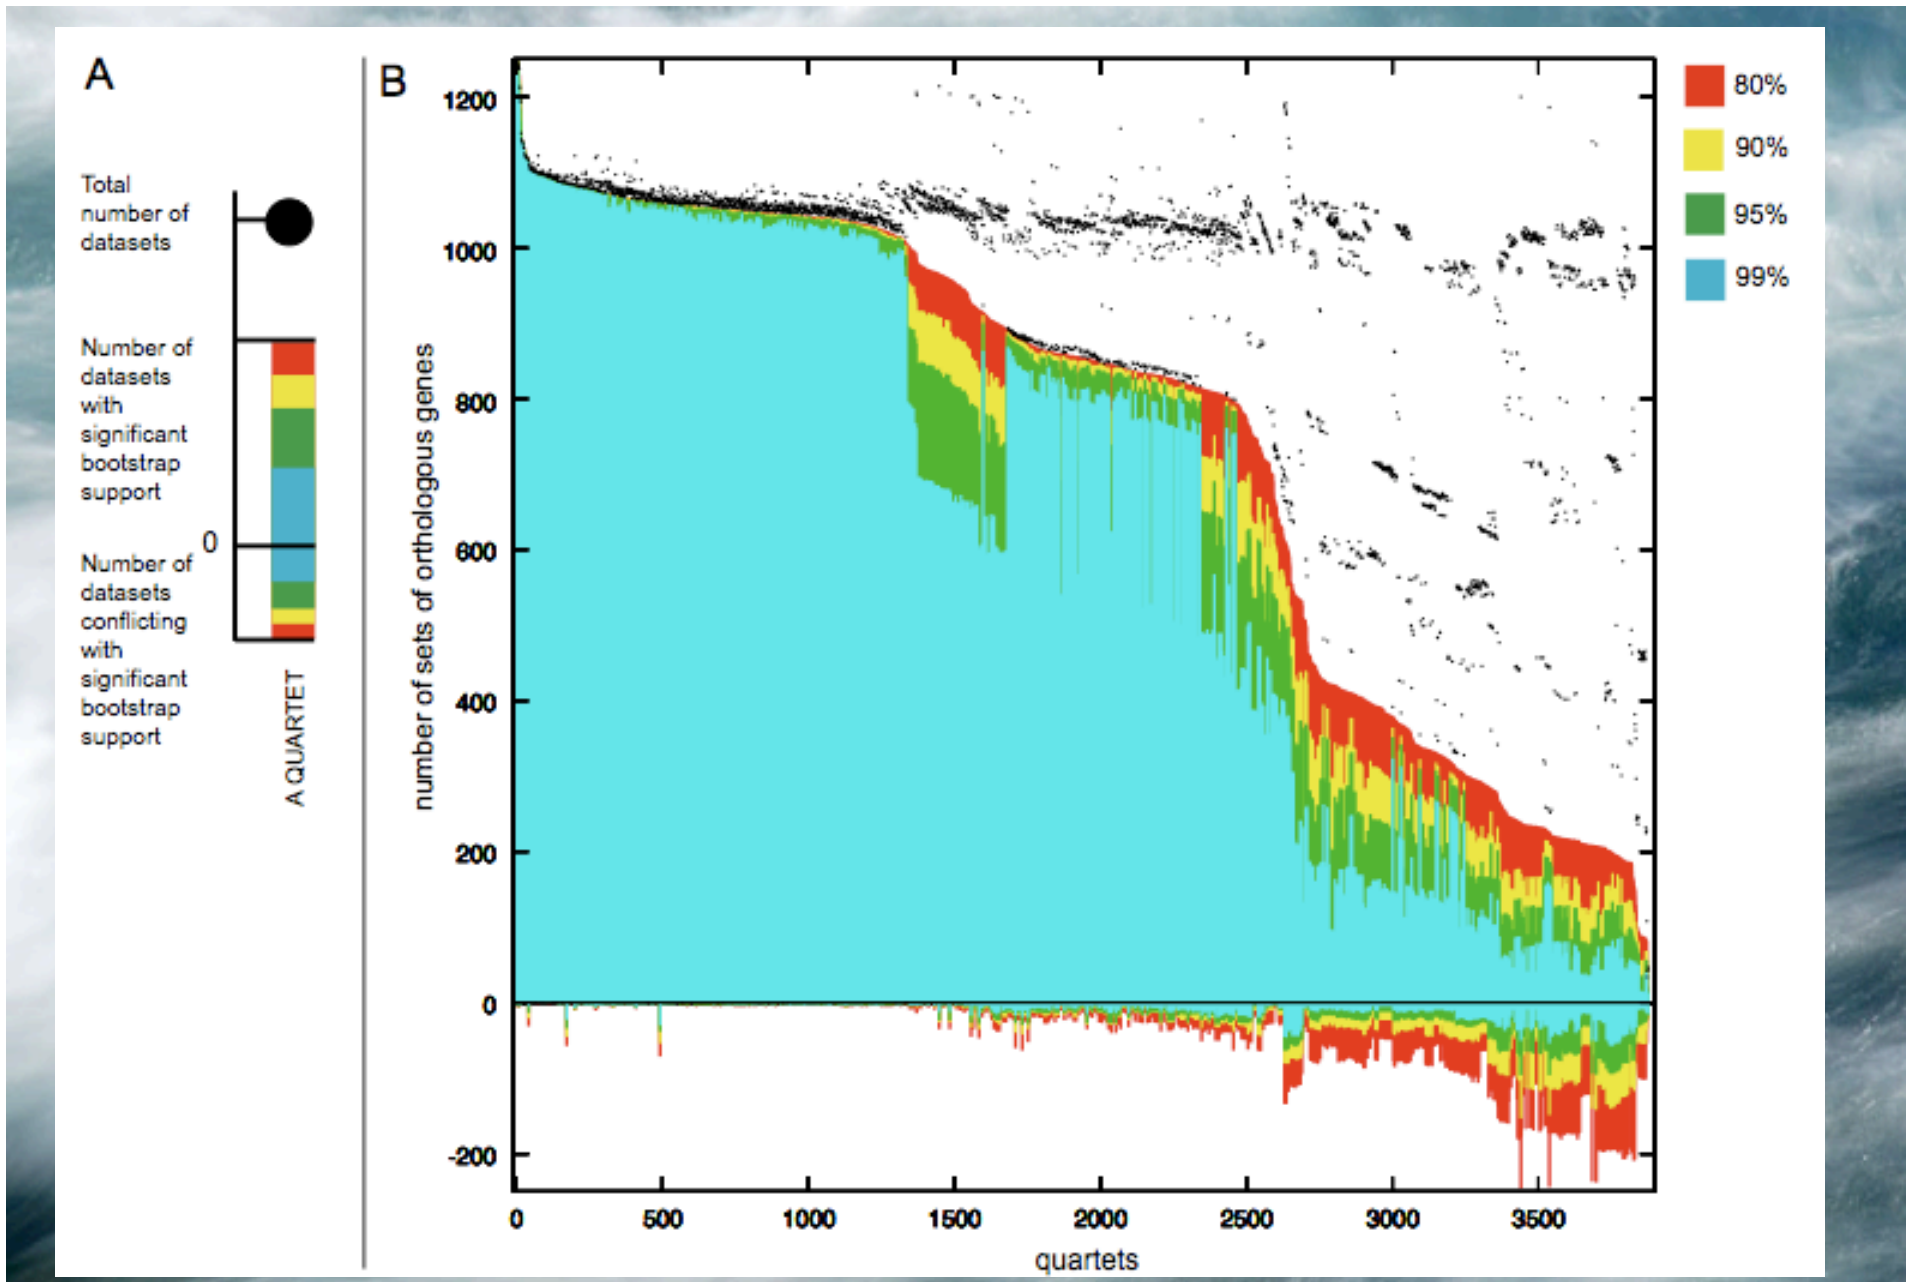 A
Total
number of
datasets
Number of
datasets
with
significant
bootstrap
support
0
Number of
datasets
conflicting
with
significant
bootstrap
support
A QUARTET
B
number of sets of orthologous genes
1200
1000
800
600
400
200
0
-200
0 500 1000 1500 2000 2500 3000 3500
quartets
80%
90%
95%
99%